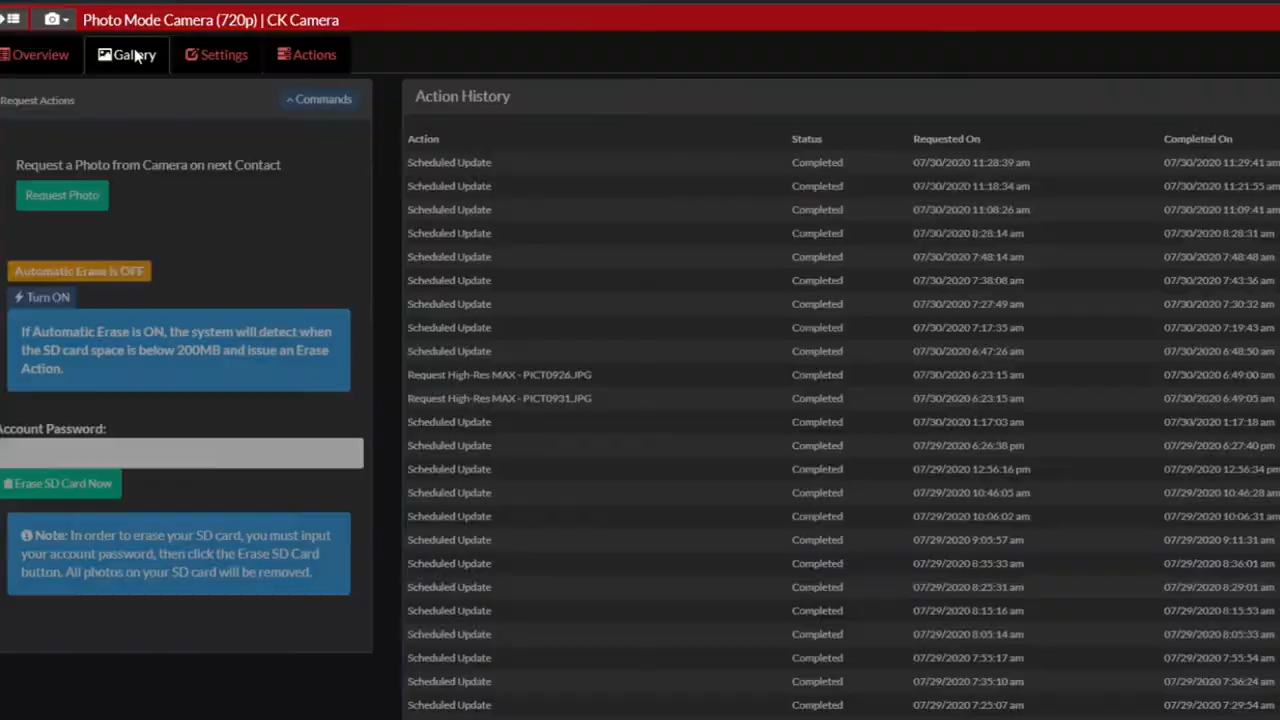 Photo Mode Camera (720p) | CK Camera
Overview Gallery Settings Actions
Request Actions
Commands
Request a Photo from Camera on next Contact
Request Photo
Automatic Erase is OFF
Turn ON
If Automatic Erase is ON, the system will detect when
the SD card space is below 200MB and issue an Erase
Action.
Account Password:
Erase SD Card Now
Note: In order to erase your SD card, you must input
your account password, then click the Erase SD Card
button. All photos on your SD card will be removed.
Action History
Action Status Requested On Completed On
Scheduled Update Completed 07/30/2020 11:28:39 am 07/30/2020 11:29:41 am
Scheduled Update Completed 07/30/2020 11:18:34 am 07/30/2020 11:21:55 am
Scheduled Update Completed 07/30/2020 11:08:26 am 07/30/2020 11:09:41 am
Scheduled Update Completed 07/30/2020 8:28:14 am 07/30/2020 8:28:31 am
Scheduled Update Completed 07/30/2020 7:48:14 am 07/30/2020 7:48:48 am
Scheduled Update Completed 07/30/2020 7:38:08 am 07/30/2020 7:43:36 am
Scheduled Update Completed 07/30/2020 7:27:49 am 07/30/2020 7:30:32 am
Scheduled Update Completed 07/30/2020 7:17:35 am 07/30/2020 7:19:43 am
Scheduled Update Completed 07/30/2020 6:47:26 am 07/30/2020 6:48:50 am
Request High-Res MAX - PICT0926.JPG Completed 07/30/2020 6:23:15 am 07/30/2020 6:49:00 am
Request High-Res MAX - PICT0931.JPG Completed 07/30/2020 6:23:15 am 07/30/2020 6:49:05 am
Scheduled Update Completed 07/30/2020 1:17:03 am 07/30/2020 1:17:18 am
Scheduled Update Completed 07/29/2020 6:26:38 pm 07/29/2020 6:27:40 pm
Scheduled Update Completed 07/29/2020 12:56:16 pm 07/29/2020 12:56:34 pm
Scheduled Update Completed 07/29/2020 10:46:05 am 07/29/2020 10:46:28 am
Scheduled Update Completed 07/29/2020 10:06:02 am 07/29/2020 10:06:31 am
Scheduled Update Completed 07/29/2020 9:05:57 am 07/29/2020 9:11:31 am
Scheduled Update Completed 07/29/2020 8:35:33 am 07/29/2020 8:36:01 am
Scheduled Update Completed 07/29/2020 8:25:31 am 07/29/2020 8:29:01 am
Scheduled Update Completed 07/29/2020 8:15:16 am 07/29/2020 8:15:53 am
Scheduled Update Completed 07/29/2020 8:05:14 am 07/29/2020 8:05:33 am
Scheduled Update Completed 07/29/2020 7:55:17 am 07/29/2020 7:55:54 am
Scheduled Update Completed 07/29/2020 7:35:10 am 07/29/2020 7:36:24 am
Scheduled Update Completed 07/29/2020 7:25:07 am 07/29/2020 7:29:54 am